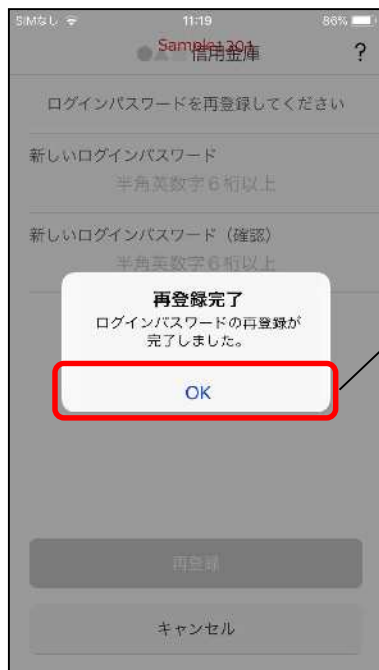 SIMなし 11:19 86%
Sample1201
信用金庫 ?
ログインパスワードを再登録してください
新しいログインパスワード
半角英数字6桁以上
新しいログインパスワード（確認）
半角英数字6桁以上
再登録完了
ログインパスワードの再登録が
完了しました。
OK
再登録
キャンセル